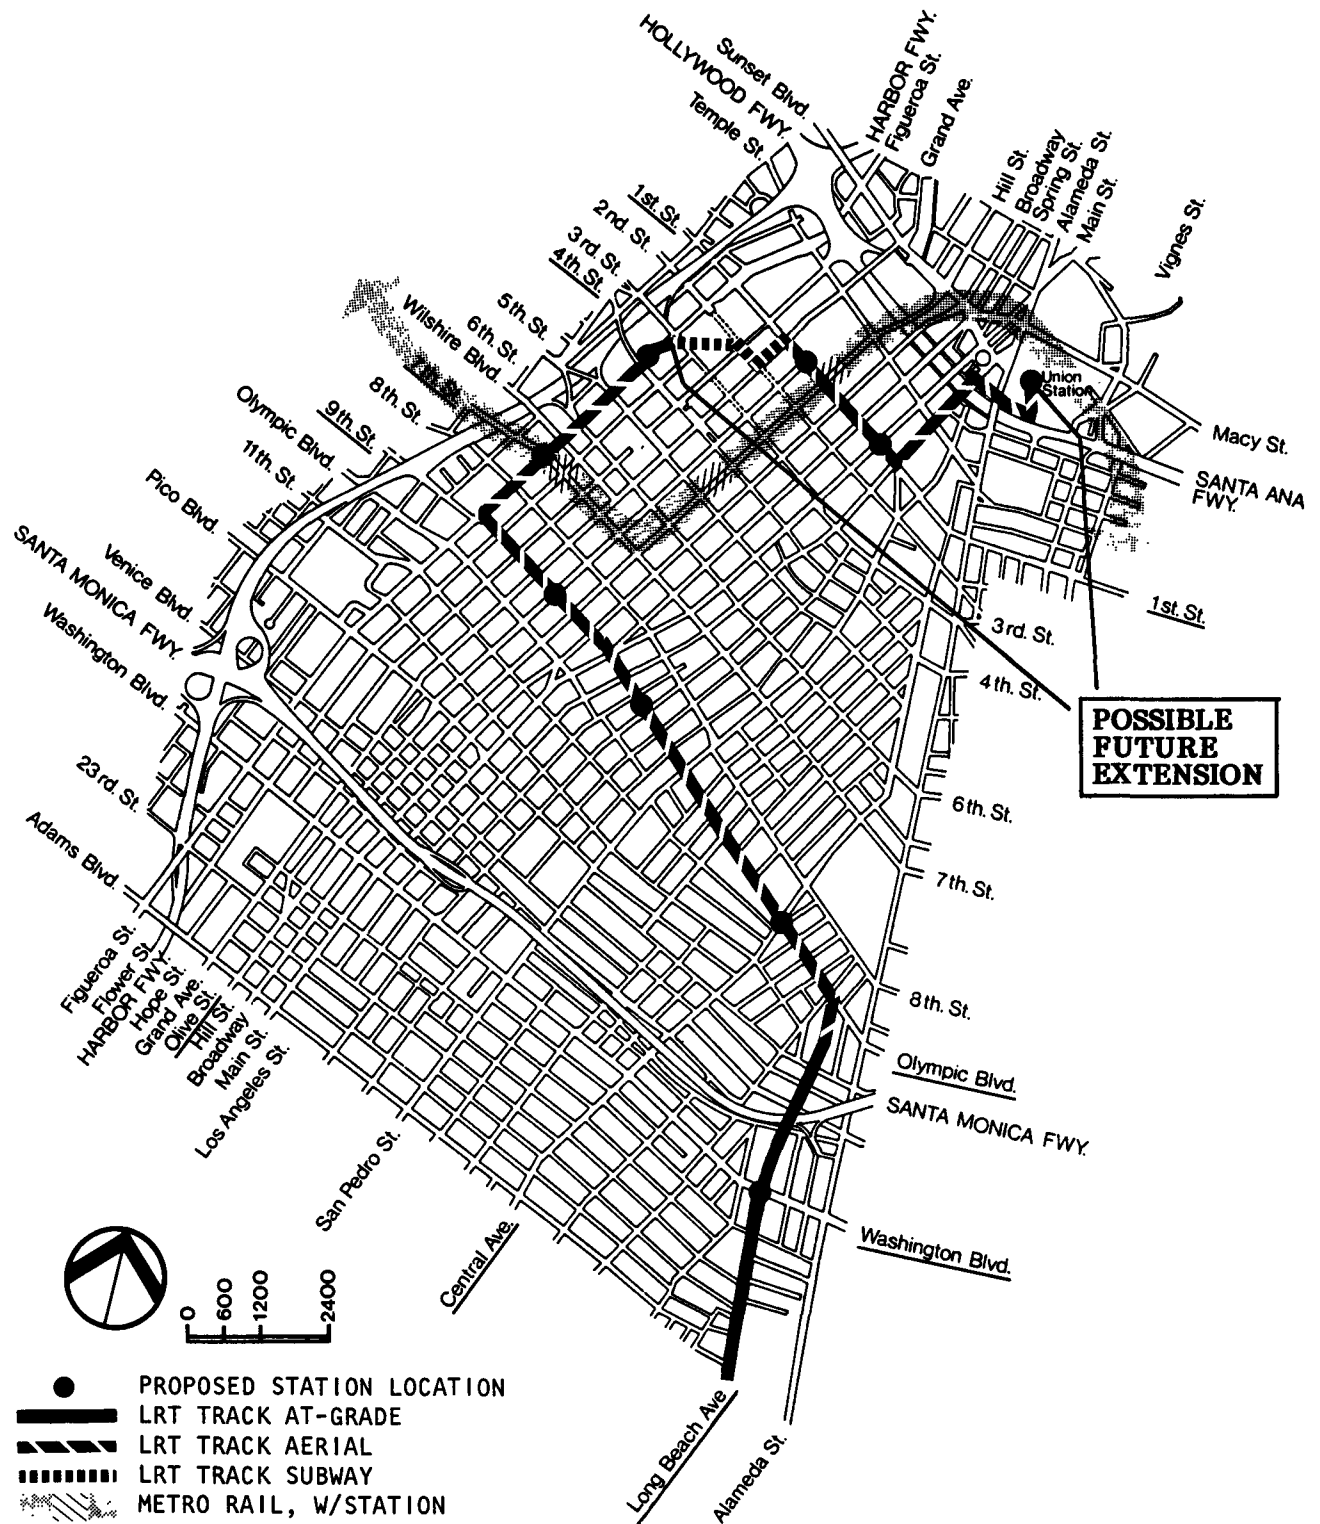 HARBOR FWY.
Figueroa St.
Grand Ave.
Sunset Blvd.
HOLLYWOOD FWY.
Temple St.
Hill St.
Broadway
Spring St.
Alameda St.
Main St.
Vignes St.
1st. St.
2nd. St.
3rd. St.
4th. St.
5th. St.
6th. St.
Wilshire Blvd.
7th. St.
8th. St.
Olympic Blvd.
9th. St.
11th. St.
Pico Blvd.
Venice Blvd.
SANTA MONICA FWY.
Washington Blvd.
23rd. St.
Adams Blvd.
Union
Station
Macy St.
SANTA ANA
FWY.
1st. St.
3rd. St.
4th. St.
POSSIBLE
FUTURE
EXTENSION
6th. St.
7th. St.
8th. St.
Olympic Blvd.
SANTA MONICA FWY.
Washington Blvd.
Figueroa St.
Flower St.
HARBOR FWY.
Hope St.
Grand Ave.
Olive St.
Hill St.
Broadway
Main St.
Los Angeles St.
San Pedro St.
Central Ave.
Long Beach Ave
Alameda St.
0
600
1200
2400
PROPOSED STATION LOCATION
LRT TRACK AT-GRADE
LRT TRACK AERIAL
LRT TRACK SUBWAY
METRO RAIL, W/STATION